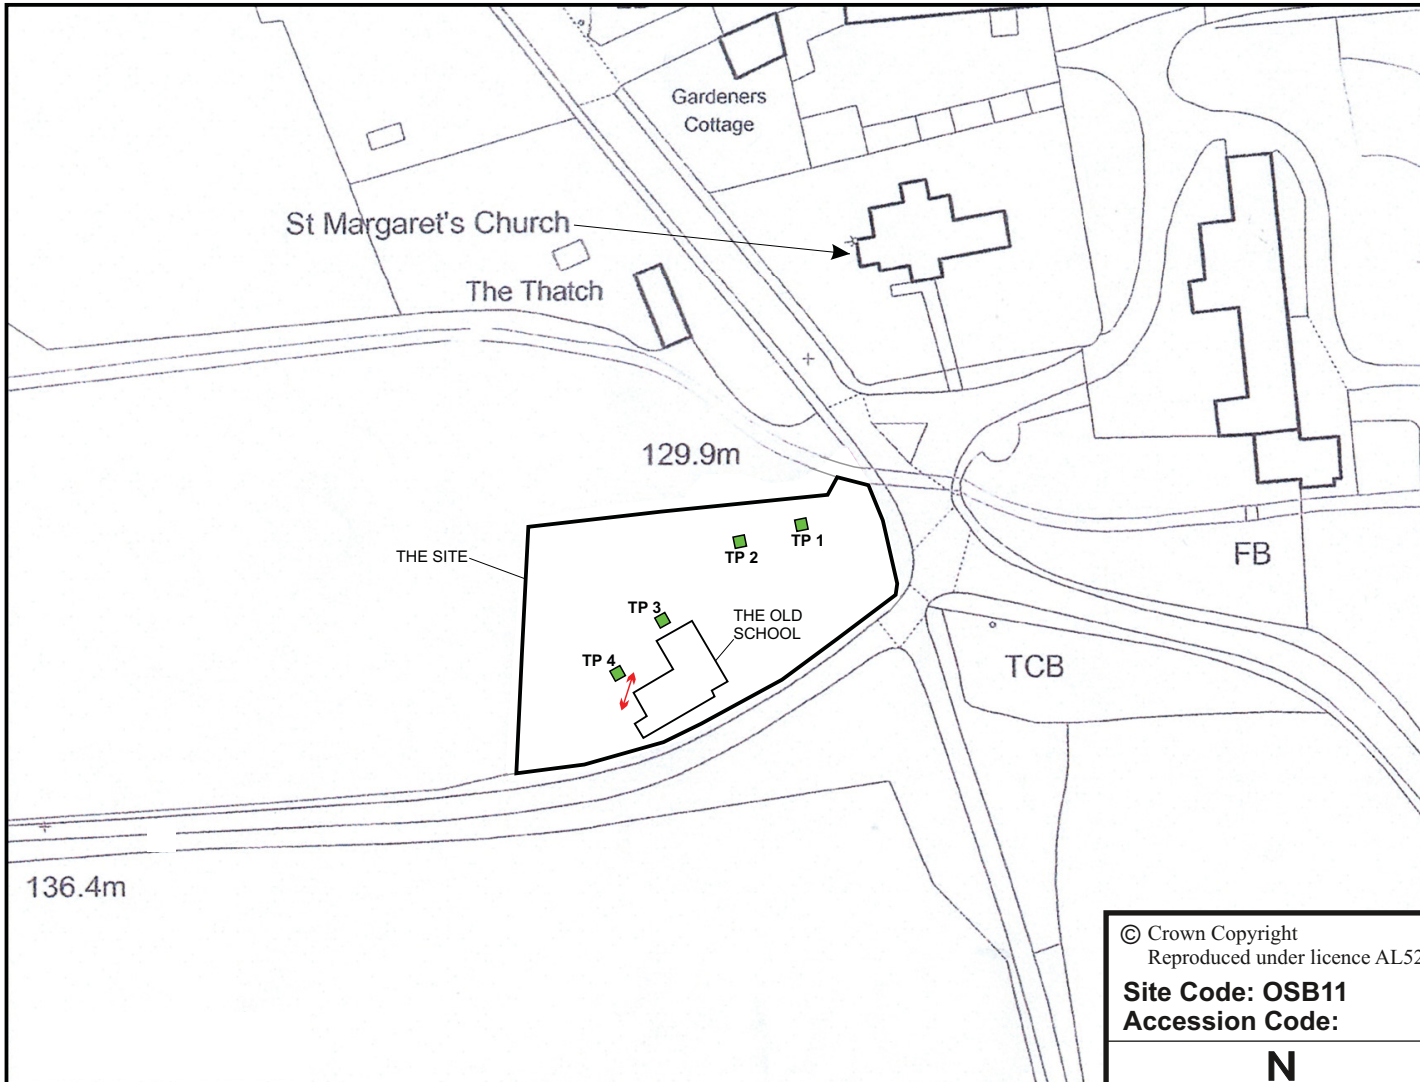 Gardeners
Cottage
St Margaret's Church
The Thatch
129.9m
THE SITE
TP 1
TP 2
FB
TP 3
THE OLD
SCHOOL
TP 4
TCB
136.4m
© Crown Copyright
Reproduced under licence AL52
Site Code: OSB11
Accession Code:
N